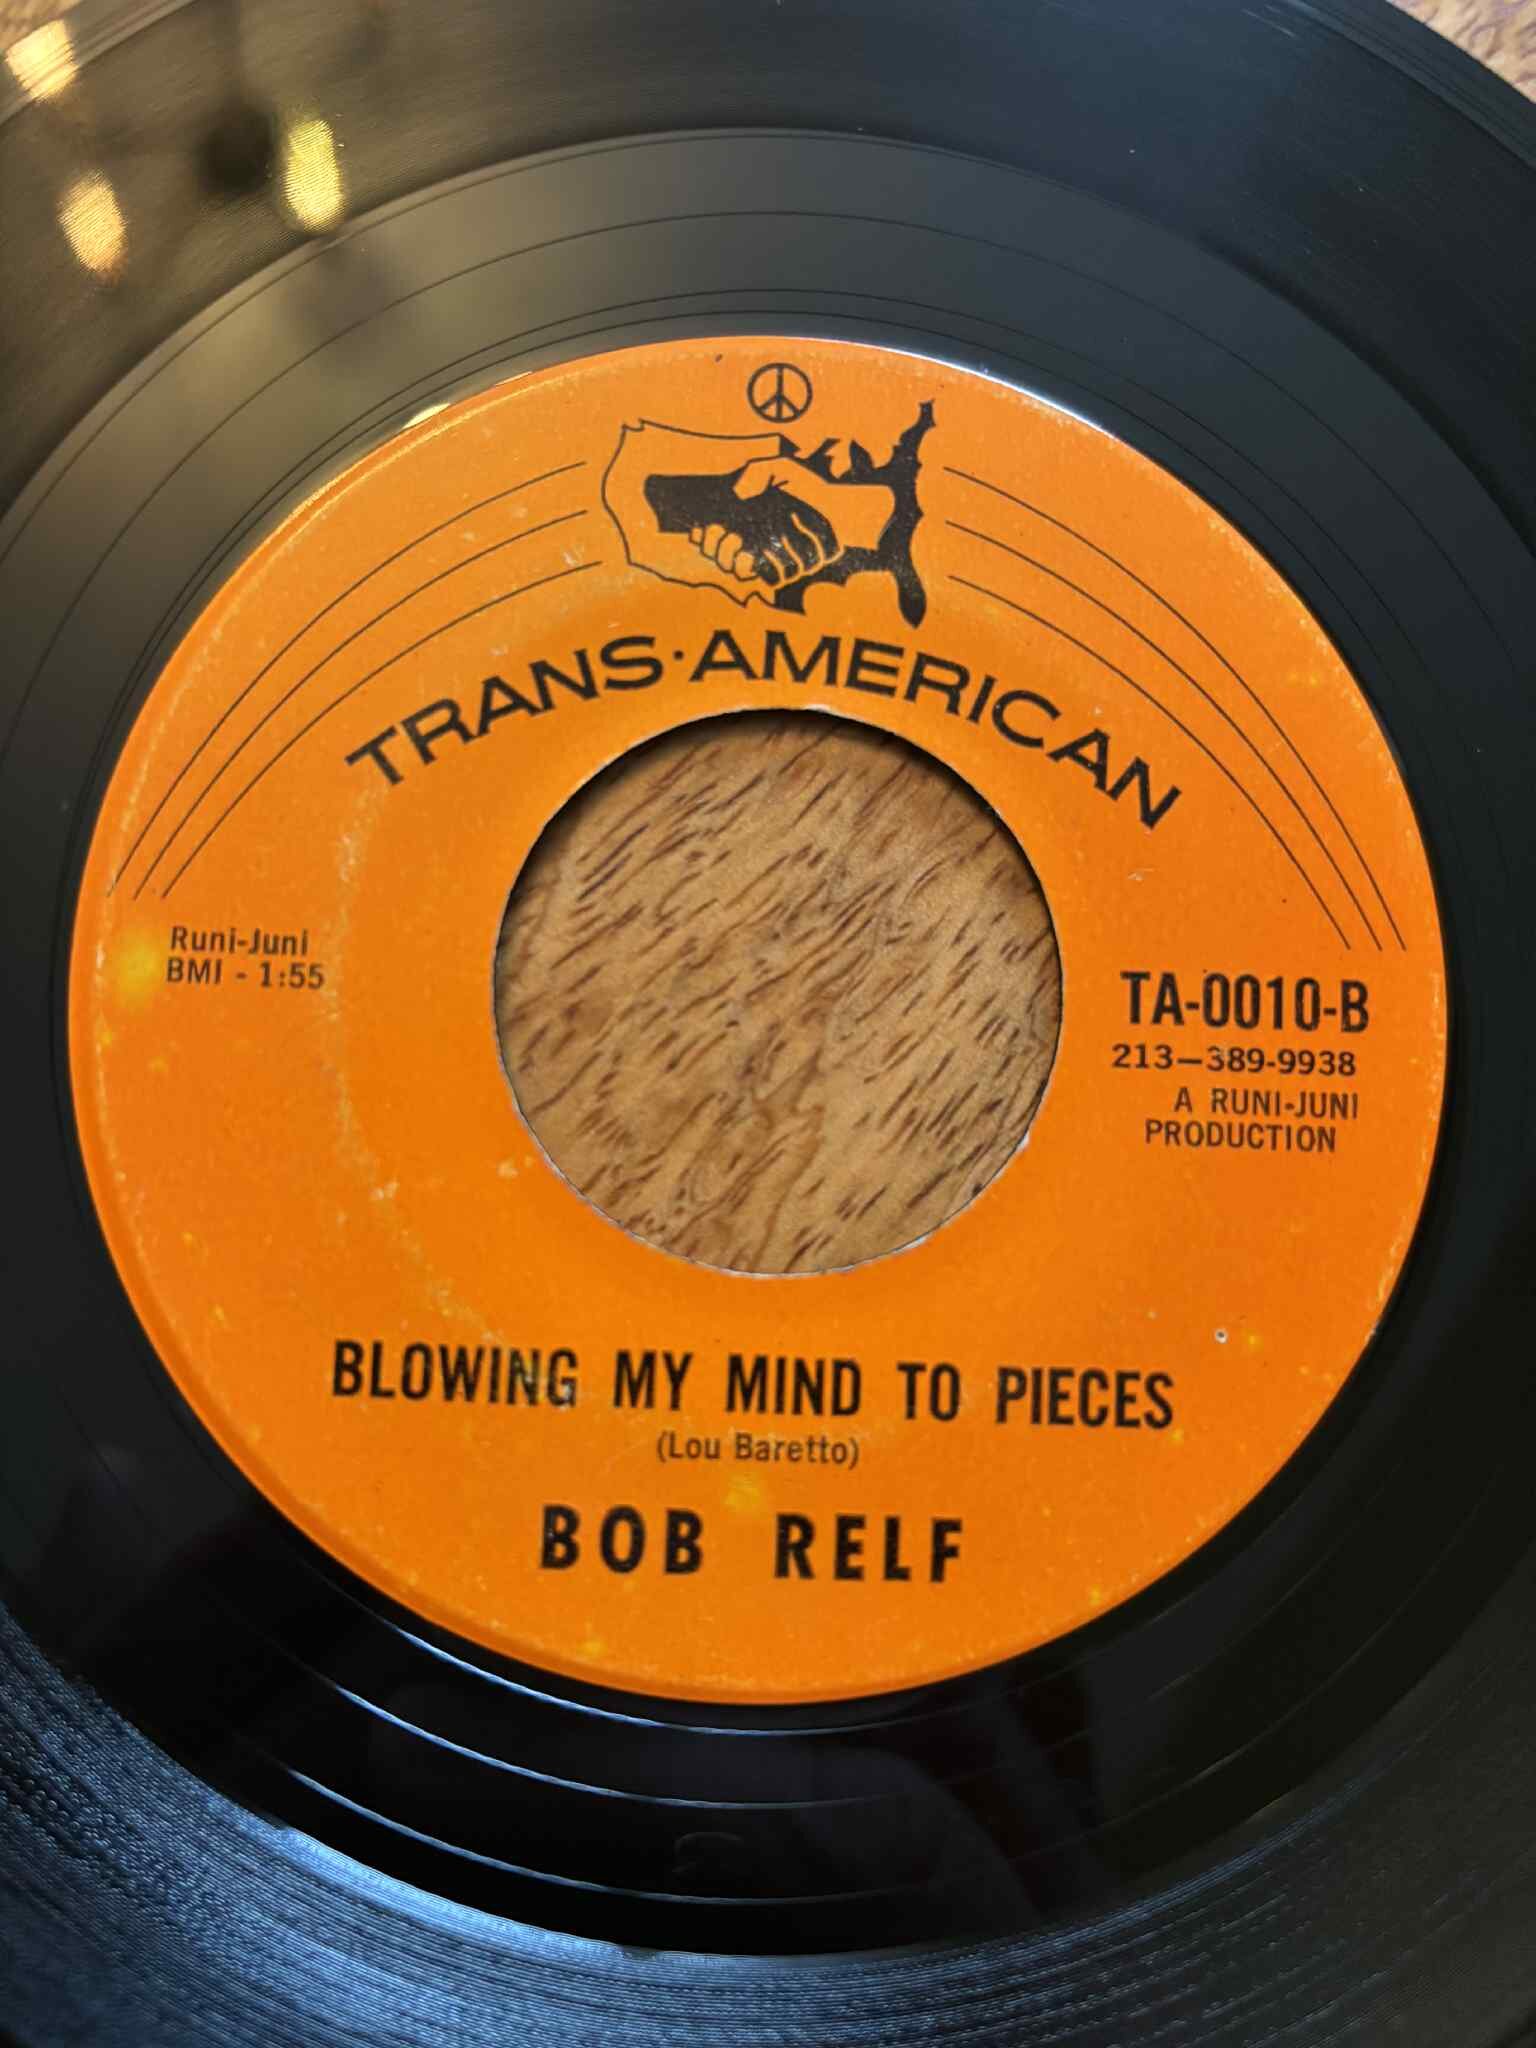 TRANS·AMERICAN
Runi-Juni
BMI - 1:55
TA-0010-B
213—389-9938
A RUNI-JUNI
PRODUCTION
BLOWING MY MIND TO PIECES
(Lou Baretto)
BOB RELF